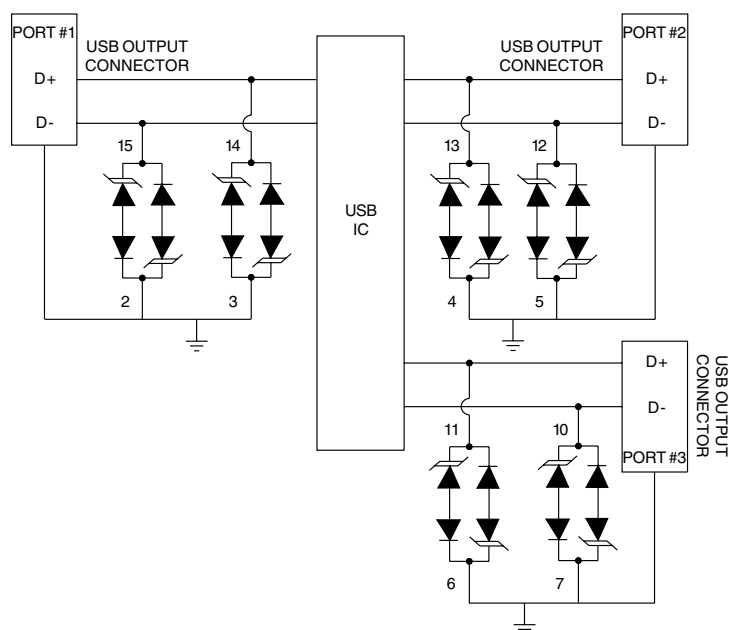 PORT #1
D+
D-
USB OUTPUT
CONNECTOR
15
14
2
3
USB
IC
USB OUTPUT
CONNECTOR
PORT #2
D+
D-
13
12
4
5
D+
D-
PORT #3
USB OUTPUT
CONNECTOR
11
10
6
7